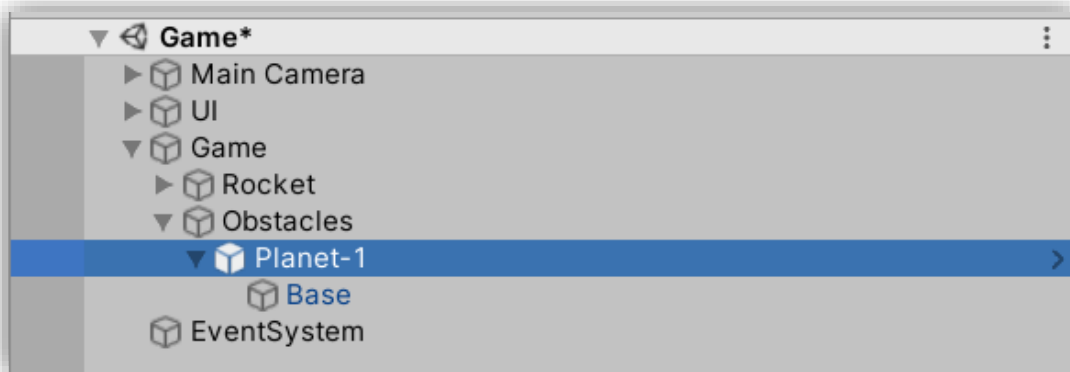 Game*
Main Camera
UI
Game
Rocket
Obstacles
Planet-1
Base
EventSystem